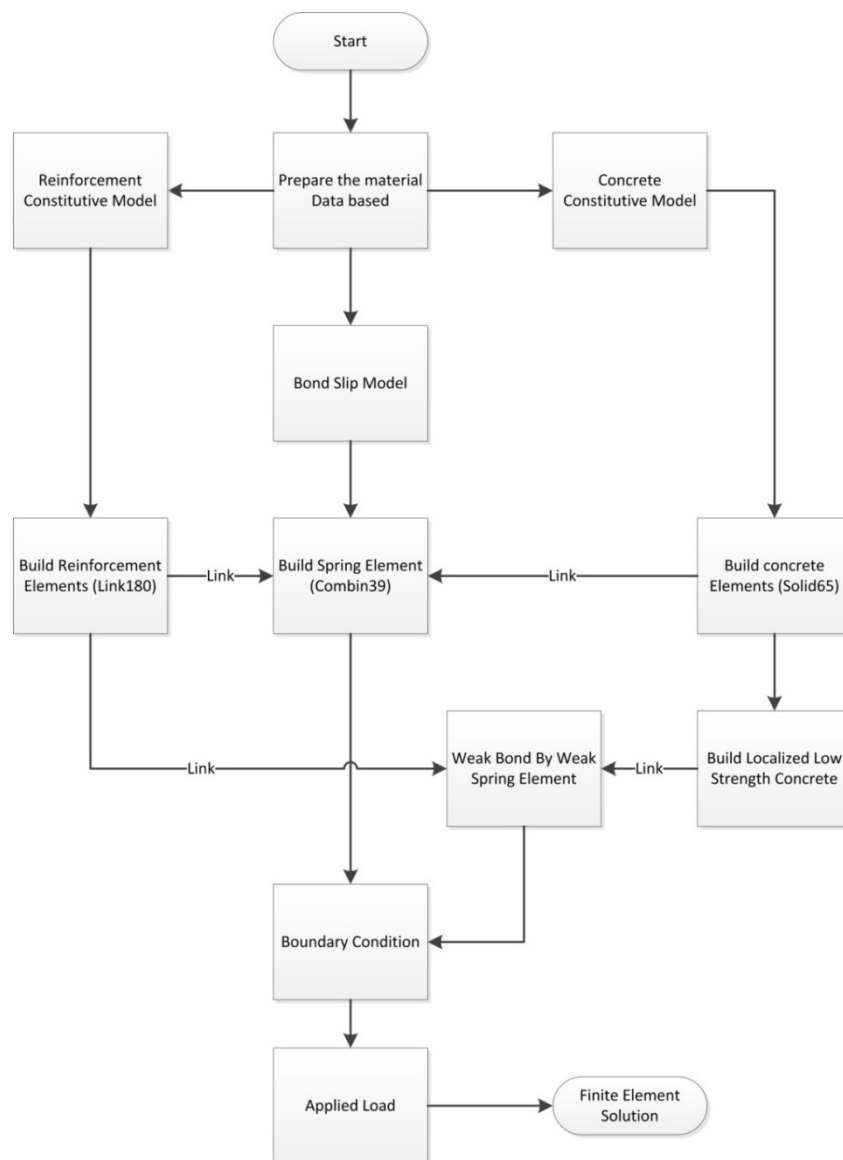 Start
Reinforcement
Constitutive Model
Prepare the material
Data based
Concrete
Constitutive Model
Bond Slip Model
Build Reinforcement
Elements (Link180)
Link
Build Spring Element
(Combin39)
Link
Build concrete
Elements (Solid65)
Link
Weak Bond By Weak
Spring Element
Link
Build Localized Low
Strength Concrete
Boundary Condition
Applied Load
Finite Element
Solution